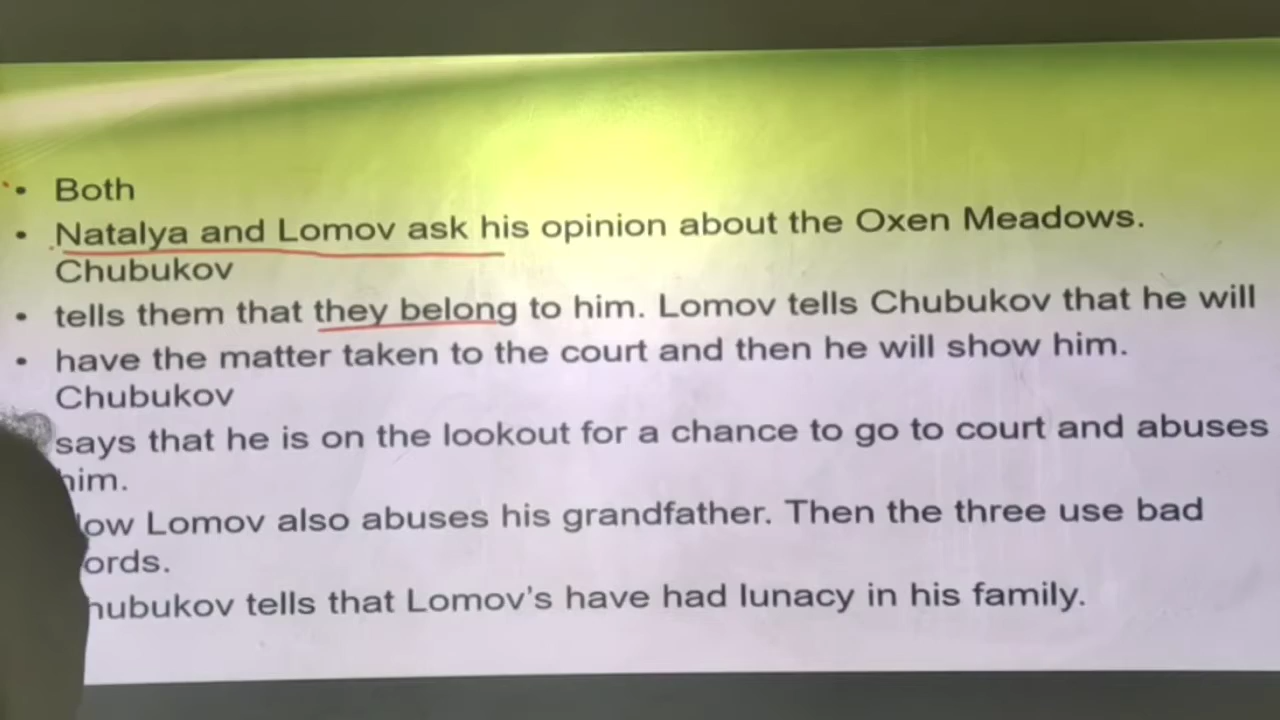 • Both
• Natalya and Lomov ask his opinion about the Oxen Meadows.
Chubukov
• tells them that they belong to him. Lomov tells Chubukov that he will
• have the matter taken to the court and then he will show him.
Chubukov
says that he is on the lookout for a chance to go to court and abuses
him.
ow Lomov also abuses his grandfather. Then the three use bad
ords.
hubukov tells that Lomov's have had lunacy in his family.